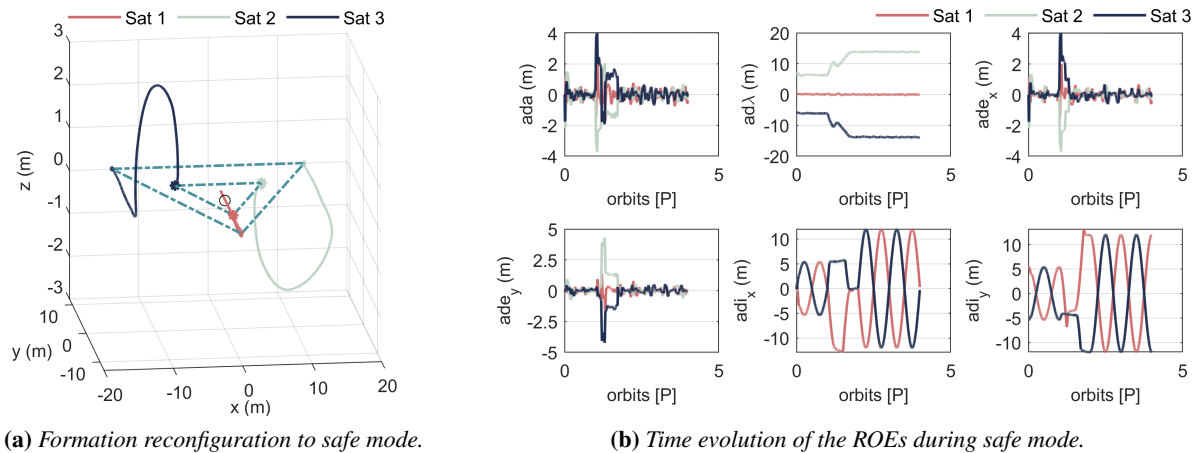 Sat 1 Sat 2 Sat 3
3
2
1
0
-1
-2
-3
z (m)
10
0
-10
y (m)
-20 -10 0 10 20
x (m)
(a) Formation reconfiguration to safe mode.
Sat 1 Sat 2 Sat 3
4
2
0
-2
-4
ada (m)
0 5
orbits [P]
20
10
0
-10
-20
adλ (m)
0 5
orbits [P]
4
2
0
-2
-4
ade_x (m)
0 5
orbits [P]
5
2.5
0
-2.5
-5
ade_y (m)
0 5
orbits [P]
10
5
0
-5
-10
adi_x (m)
0 5
orbits [P]
10
5
0
-5
-10
adi_y (m)
0 5
orbits [P]
(b) Time evolution of the ROEs during safe mode.